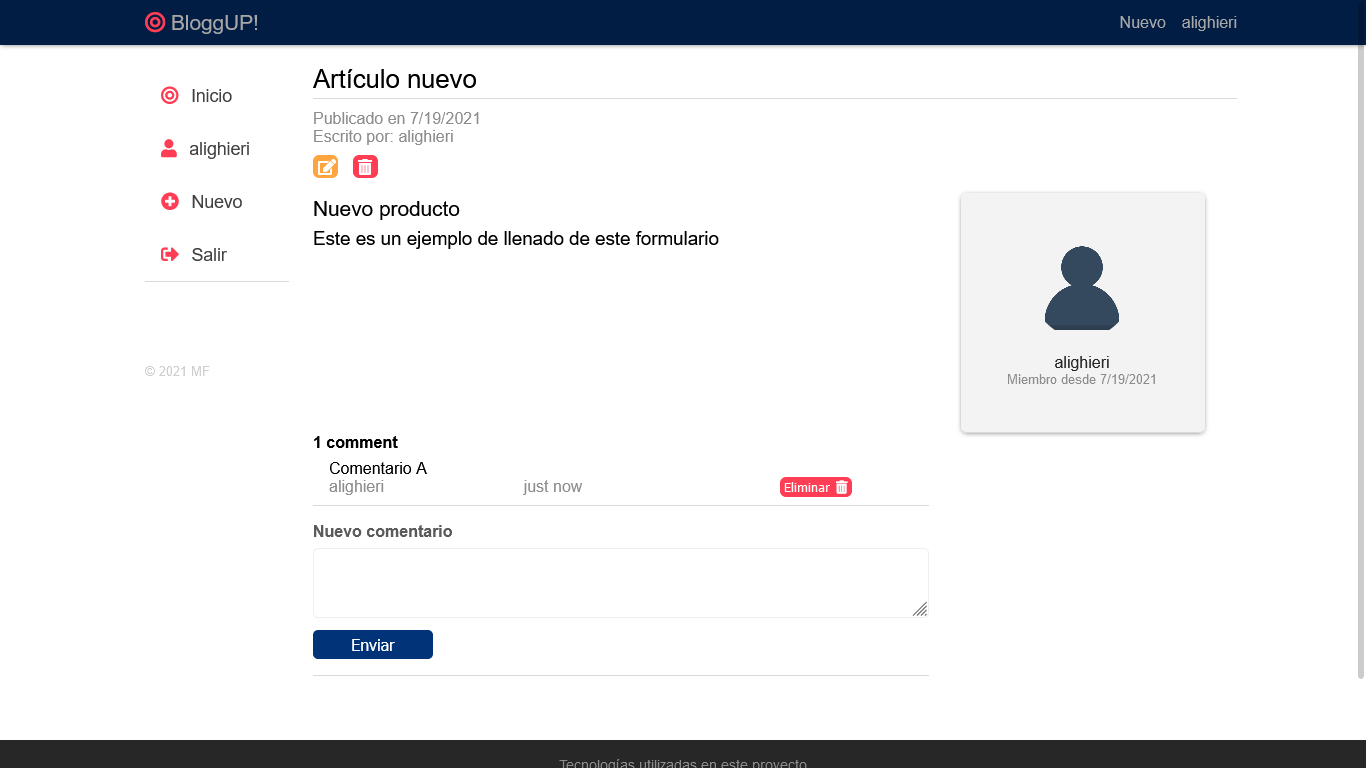 BloggUP!
Nuevo alighieri
Inicio
alighieri
Nuevo
Salir
© 2021 MF
Artículo nuevo
Publicado en 7/19/2021
Escrito por: alighieri
Nuevo producto
Este es un ejemplo de llenado de este formulario
alighieri
Miembro desde 7/19/2021
1 comment
Comentario A
alighieri just now Eliminar
Nuevo comentario
Enviar
Tecnologías utilizadas en este proyecto